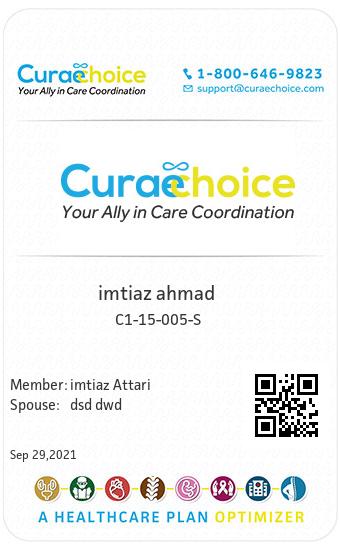 Curaechoice
Your Ally in Care Coordination
1-800-646-9823
support@curaechoice.com
Curaechoice
Your Ally in Care Coordination
imtiaz ahmad
C1-15-005-S
Member: imtiaz Attari
Spouse: dsd dwd
Sep 29,2021
A HEALTHCARE PLAN OPTIMIZER